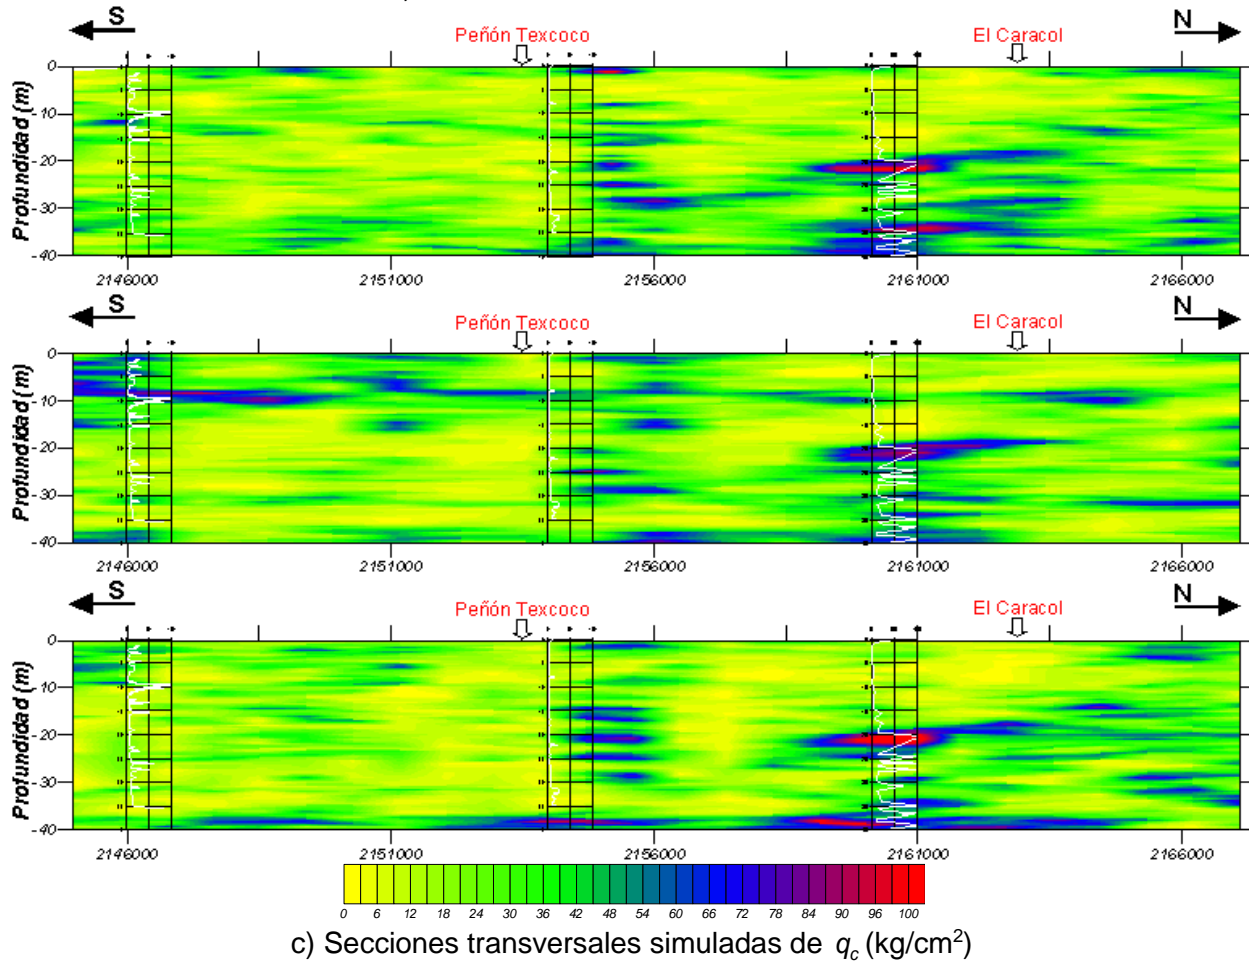 S N
Peñón Texcoco El Caracol
Profundidad (m)
0
-10
-20
-30
-40
2146000 2151000 2156000 2161000 2166000
S N
Peñón Texcoco El Caracol
Profundidad (m)
0
-10
-20
-30
-40
2146000 2151000 2156000 2161000 2166000
S N
Peñón Texcoco El Caracol
Profundidad (m)
0
-10
-20
-30
-40
2146000 2151000 2156000 2161000 2166000
0 6 12 18 24 30 36 42 48 54 60 66 72 78 84 90 96 100
c) Secciones transversales simuladas de q_c (kg/cm²)